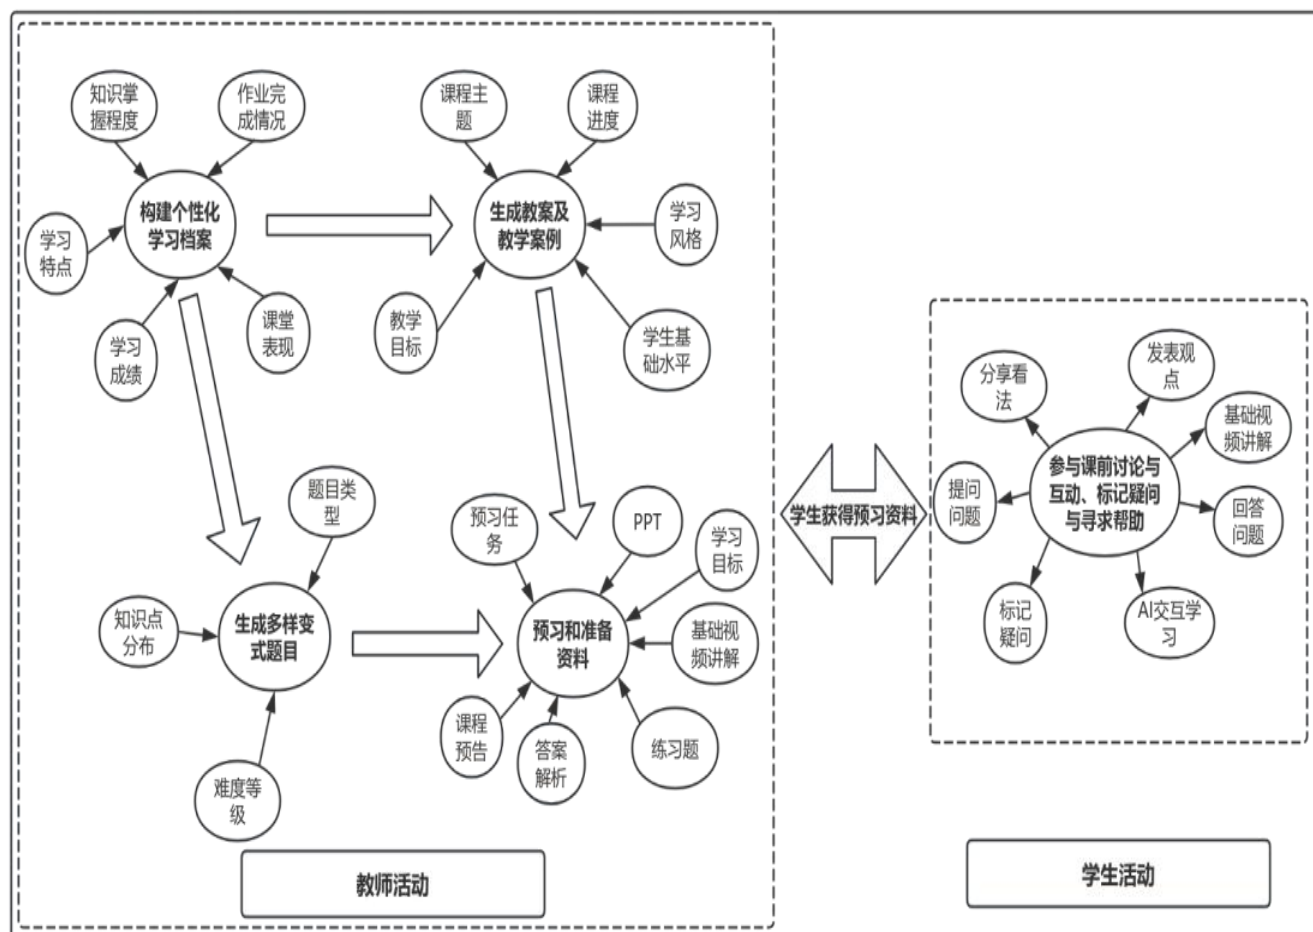 知识掌
握程度
作业完
成情况
课程主
题
课程
进度
构建个性化
学习档案
生成教案及
教学案例
学习
风格
学习
特点
学习
成绩
课堂
表现
教学
目标
学生基
础水平
题目类
型
知识点
分布
生成多样变
式题目
难度等
级
预习任
务
PPT
学习
目标
预习和准备
资料
基础视
频讲解
课程
预告
答案
解析
练习题
教师活动
学生获得预习资料
分享看
法
发表观
点
基础视
频讲解
参与课前讨论与
互动、标记疑问
与寻求帮助
提问
问题
回答
问题
标记
疑问
AI交互学
习
学生活动